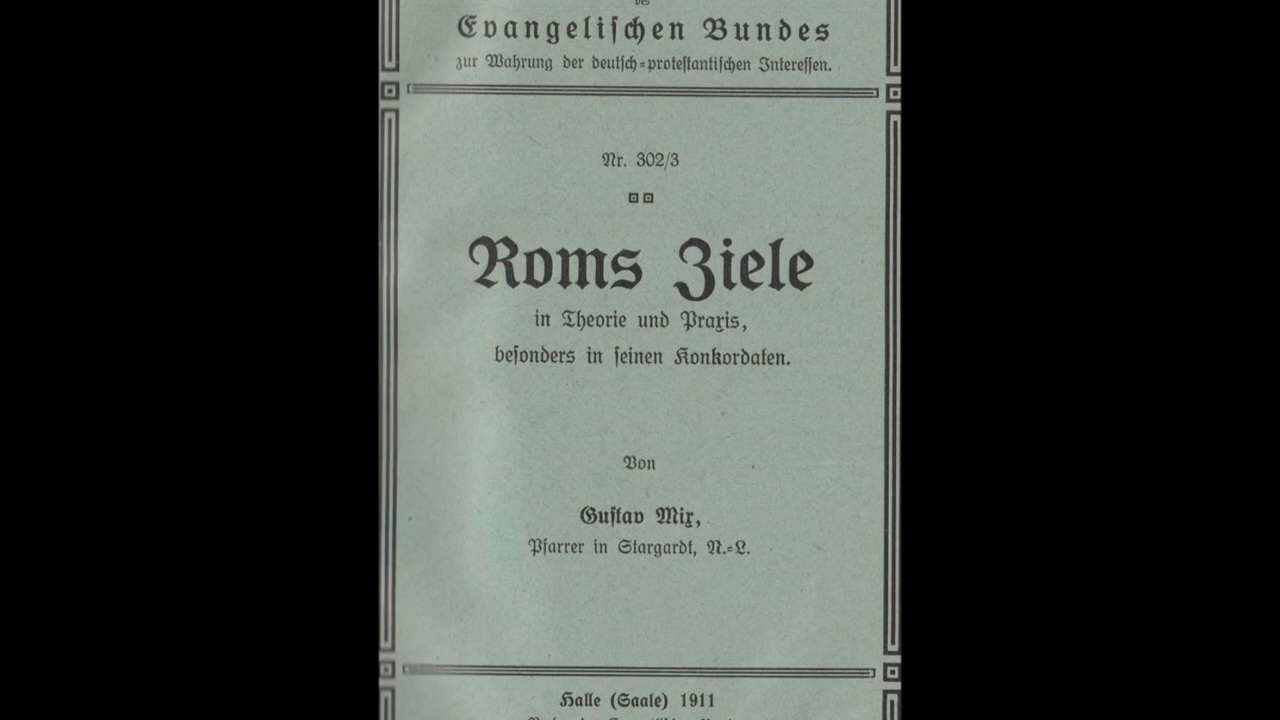 des
Evangelischen Bundes
zur Wahrung der deutsch-protestantischen Interessen.
Nr. 302/3
Roms Ziele
in Theorie und Praxis,
besonders in seinen Konkordaten.
Von
Gustav Mix,
Pfarrer in Stargardt, N.-L.
Halle (Saale) 1911